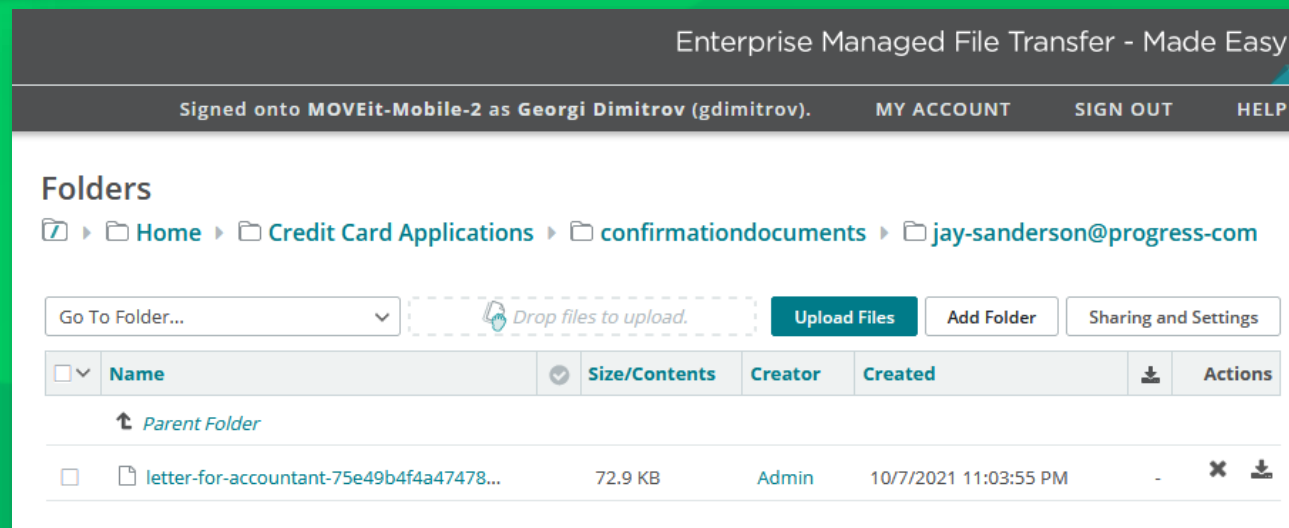 Enterprise Managed File Transfer - Made Easy
Signed onto MOVEit-Mobile-2 as Georgi Dimitrov (gdimitrov). MY ACCOUNT SIGN OUT HELP
Folders
Home Credit Card Applications confirmationdocuments jay-sanderson@progress-com
Go To Folder... Drop files to upload. Upload Files Add Folder Sharing and Settings
Name Size/Contents Creator Created Actions
Parent Folder
letter-for-accountant-75e49b4f4a47478... 72.9 KB Admin 10/7/2021 11:03:55 PM -